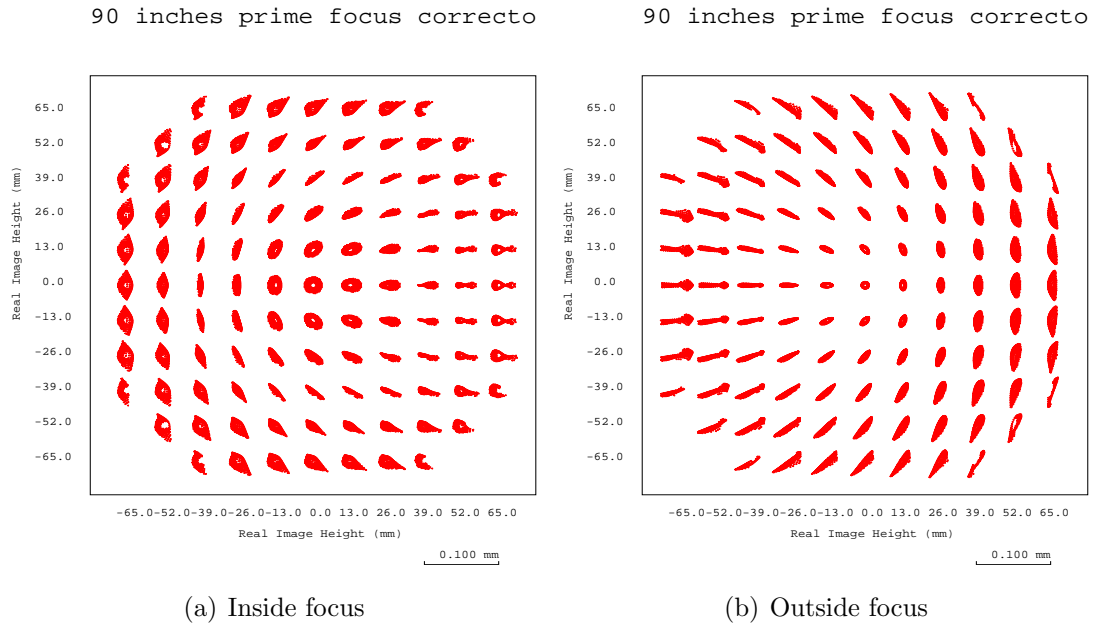 90 inches prime focus correcto
65.0
52.0
39.0
26.0
13.0
0.0
-13.0
-26.0
-39.0
-52.0
-65.0
Real Image Height (mm)
-65.0-52.0-39.0-26.0-13.0 0.0 13.0 26.0 39.0 52.0 65.0
Real Image Height (mm)
0.100 mm
(a) Inside focus
90 inches prime focus correcto
65.0
52.0
39.0
26.0
13.0
0.0
-13.0
-26.0
-39.0
-52.0
-65.0
Real Image Height (mm)
-65.0-52.0-39.0-26.0-13.0 0.0 13.0 26.0 39.0 52.0 65.0
Real Image Height (mm)
0.100 mm
(b) Outside focus